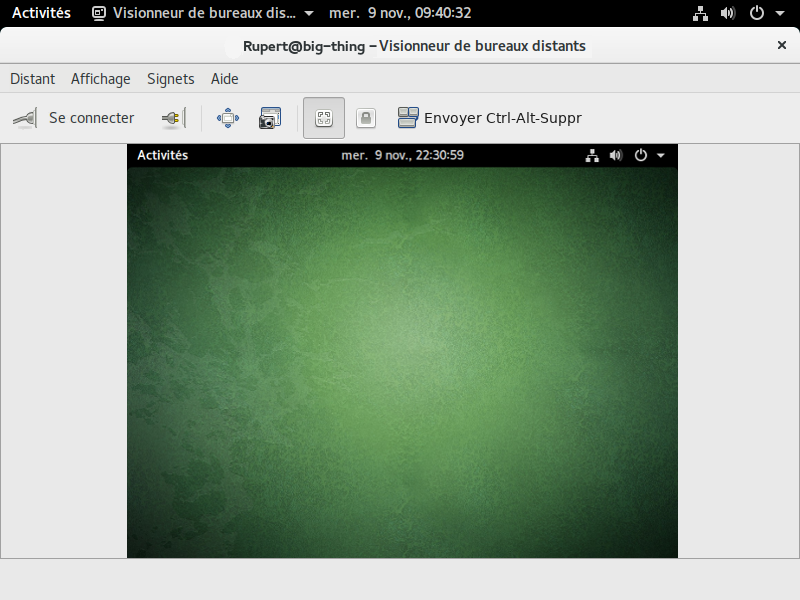 Activités Visionneur de bureaux dis... mer. 9 nov., 09:40:32
Rupert@big-thing – Visionneur de bureaux distants
Distant Affichage Signets Aide
Se connecter Envoyer Ctrl-Alt-Suppr
Activités mer. 9 nov., 22:30:59